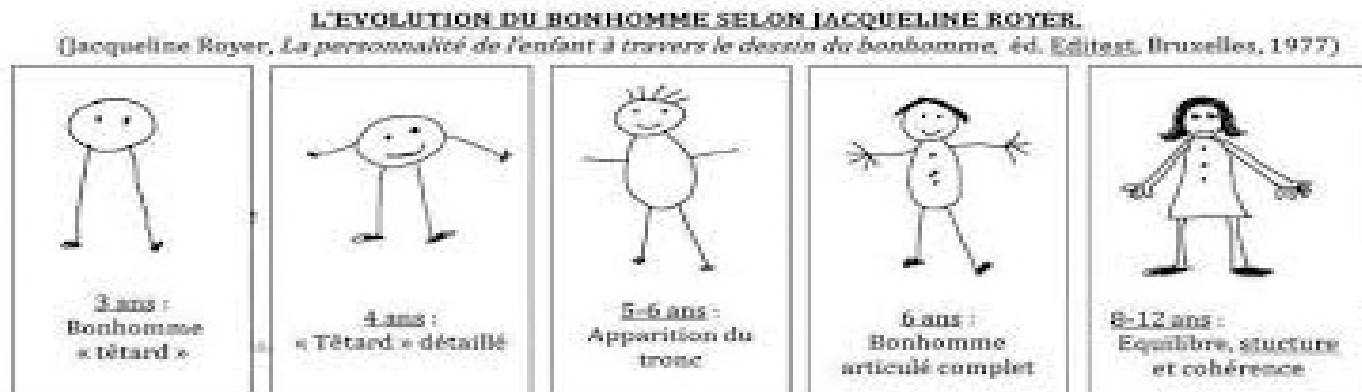 L'EVOLUTION DU BONHOMME SELON JACQUELINE ROYER.
(Jacqueline Royer, La personnalité de l'enfant à travers le dessin du bonhomme, éd. Editest, Bruxelles, 1977)
3 ans :
Bonhomme
« têtard »
4 ans :
« Têtard » détaillé
5-6 ans :
Apparition du
tronc
6 ans :
Bonhomme
articulé complet
8-12 ans :
Equilibre, stucture
et cohérence